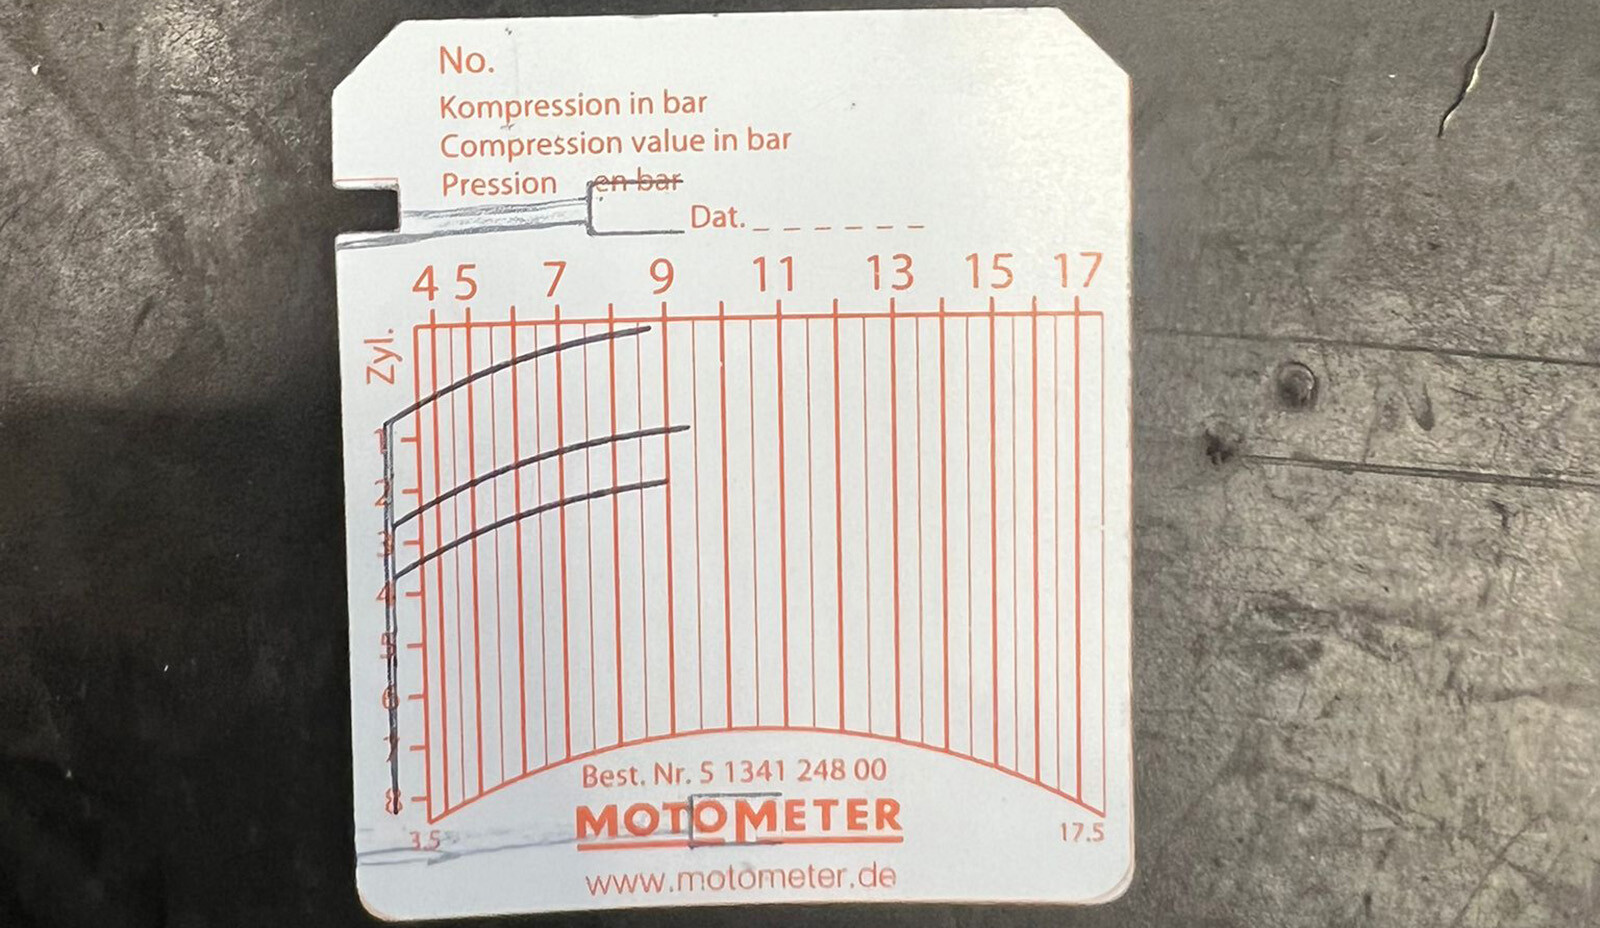 No.
Kompression in bar
Compression value in bar
Pression en bar
Dat. _ _ _ _ _ _
4 5 7 9 11 13 15 17
Zyl.
1
2
3
4
5
6
7
8
3.5 17.5
Best. Nr. 5 1341 248 00
MOTOMETER
www.motometer.de